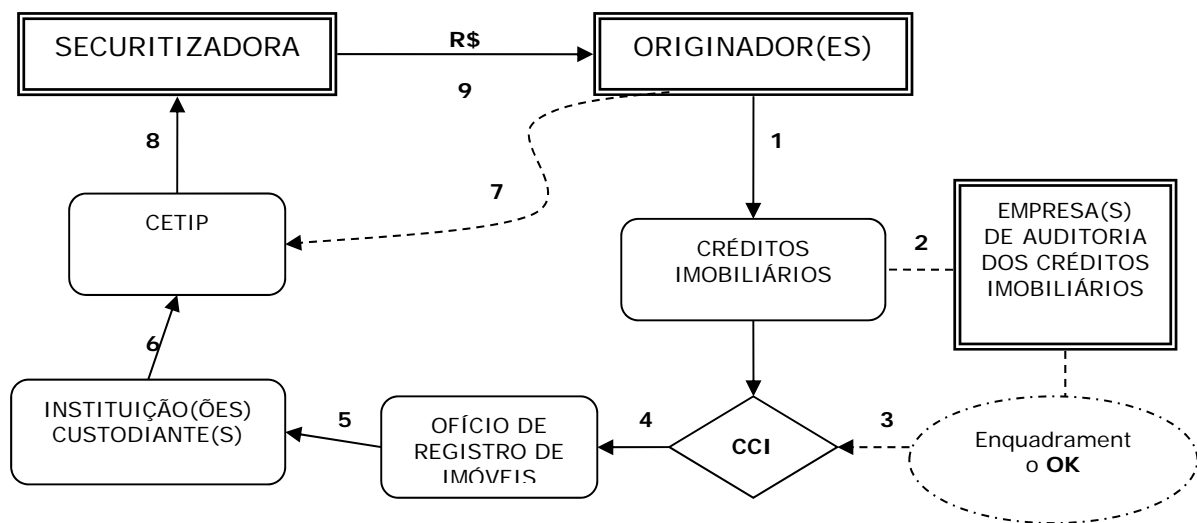 SECURITIZADORA
R$
ORIGINADOR(ES)
9
8
1
7
CETIP
CRÉDITOS
IMOBILIÁRIOS
2
EMPRESA(S)
DE AUDITORIA
DOS CRÉDITOS
IMOBILIÁRIOS
6
INSTITUIÇÃO(ÕES)
CUSTODIANTE(S)
5
OFÍCIO DE
REGISTRO DE
IMÓVEIS
4
CCI
3
Enquadrament
o OK